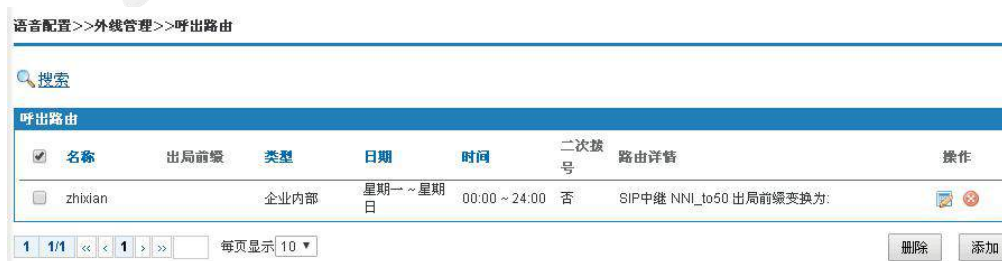 语音配置>>外线管理>>呼出路由
搜索
呼出路由
名称 出局前缀 类型 日期 时间 二次拨号 路由详情 操作
zhixian 企业内部 星期一 ~ 星期日 00:00 ~ 24:00 否 SIP中继 NNI_to50 出局前缀变换为:
1 1/1 « < 1 > » 每页显示 10 删除 添加